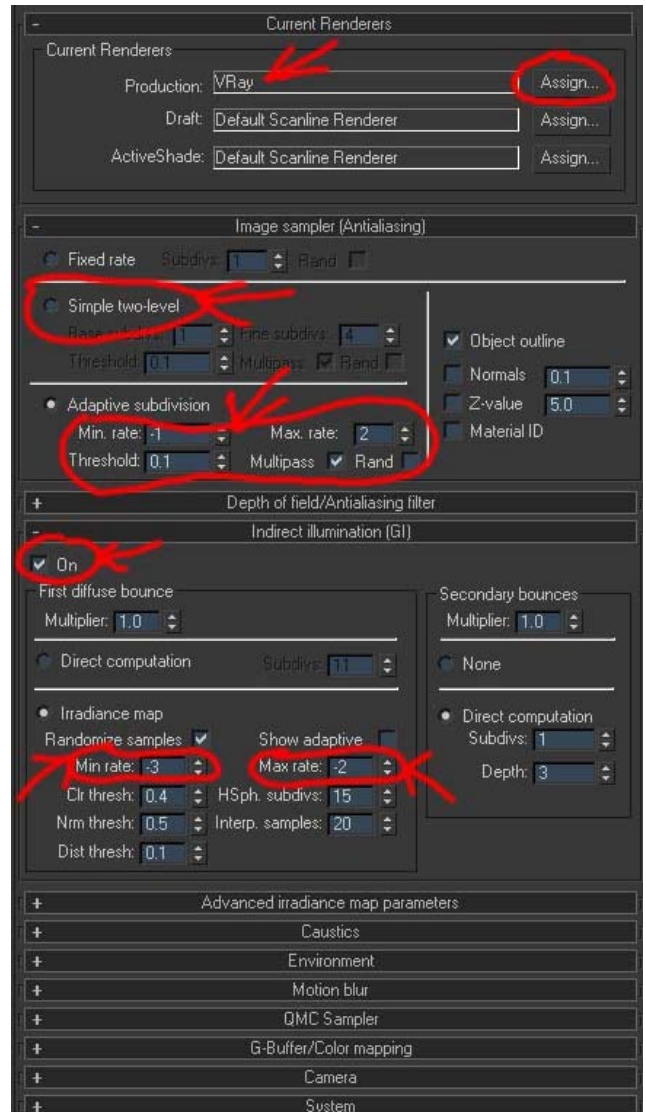 - Current Renderers
Current Renderers
Production: VRay Assign...
Draft: Default Scanline Renderer Assign...
ActiveShade: Default Scanline Renderer Assign...
- Image sampler (Antialiasing)
Fixed rate Subdivs: 1 Rand
Simple two-level
Base subdivs: 1 Fine subdivs: 4
Threshold: 0.1 Multipass Rand
Object outline
Normals 0.1
Z-value 5.0
Material ID
Adaptive subdivision
Min. rate: -1 Max. rate: 2
Threshold: 0.1 Multipass Rand
+ Depth of field/Antialiasing filter
- Indirect illumination (GI)
On
First diffuse bounce
Multiplier: 1.0
Direct computation Subdivs: 11
Irradiance map
Randomize samples Show adaptive
Min rate: -3 Max rate: -2
Clr thresh: 0.4 HSph. subdivs: 15
Nrm thresh: 0.5 Interp. samples: 20
Dist thresh: 0.1
Secondary bounces
Multiplier: 1.0
None
Direct computation
Subdivs: 1
Depth: 3
+ Advanced irradiance map parameters
+ Caustics
+ Environment
+ Motion blur
+ QMC Sampler
+ G-Buffer/Color mapping
+ Camera
+ System